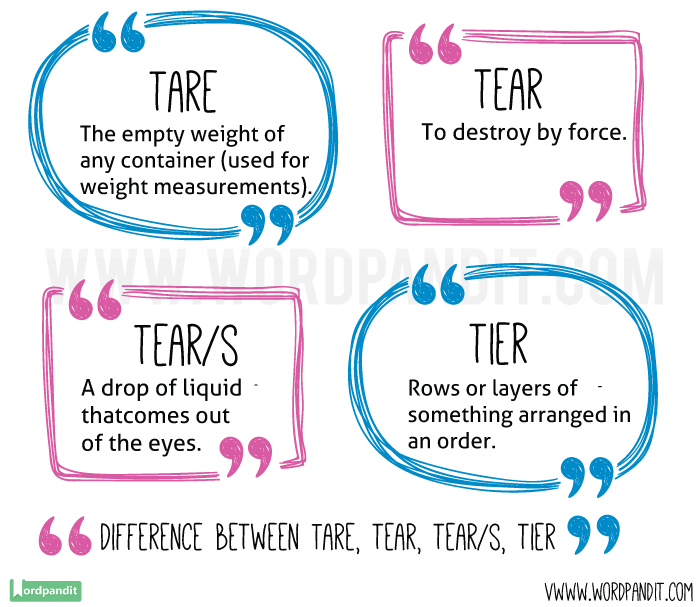 TARE
The empty weight of
any container (used for
weight measurements).
TEAR
To destroy by force.
WWW.WORDPANDIT.COM
TEAR/S
A drop of liquid -
thatcomes out
of the eyes.
TIER
Rows or layers of -
something arranged in
an order.
DIFFERENCE BETWEEN TARE, TEAR, TEAR/S, TIER
Wordpandit
VWWW.WORDPANDIT.COM